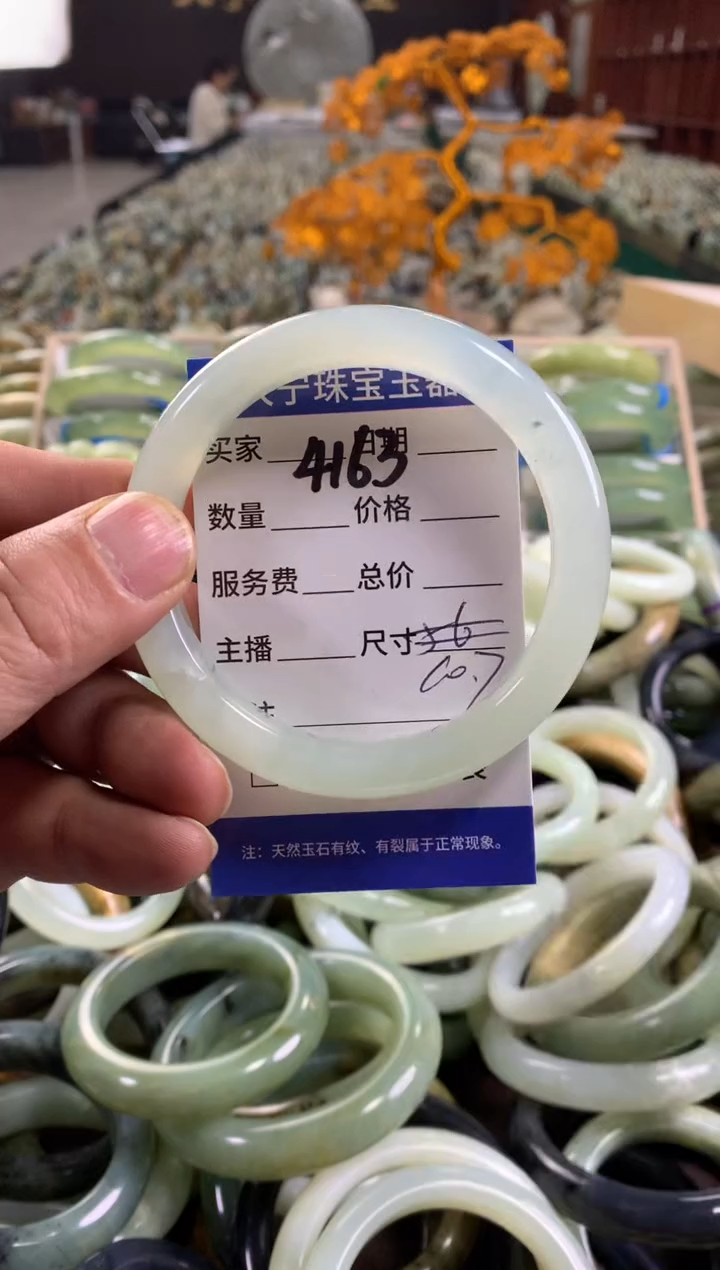 宁珠宝玉器
买家 日期
4163
数量 价格
服务费 总价
主播 尺寸 56
60.7
注：天然玉石有纹、有裂属于正常现象。